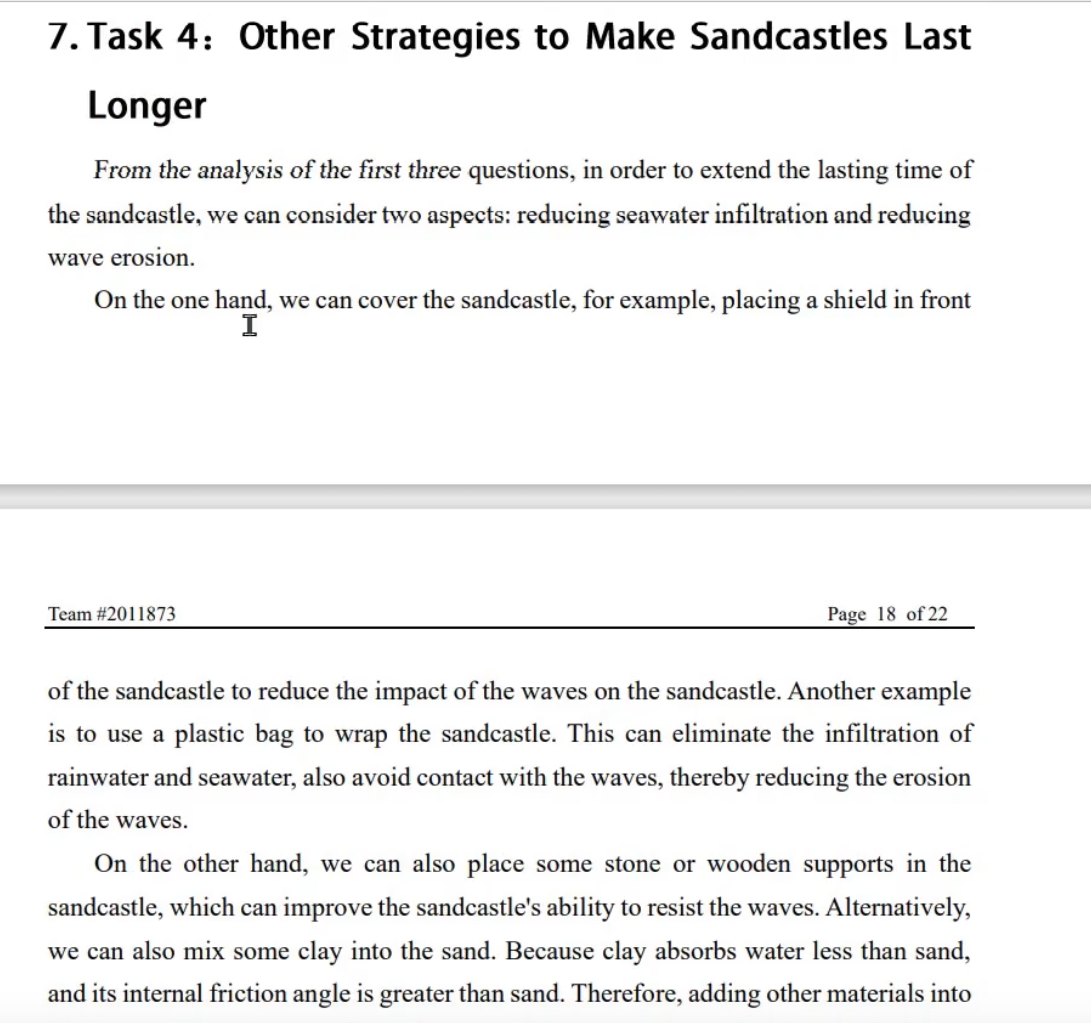 7. Task 4： Other Strategies to Make Sandcastles Last
Longer
From the analysis of the first three questions, in order to extend the lasting time of
the sandcastle, we can consider two aspects: reducing seawater infiltration and reducing
wave erosion.
On the one hand, we can cover the sandcastle, for example, placing a shield in front
Team #2011873 Page 18 of 22
of the sandcastle to reduce the impact of the waves on the sandcastle. Another example
is to use a plastic bag to wrap the sandcastle. This can eliminate the infiltration of
rainwater and seawater, also avoid contact with the waves, thereby reducing the erosion
of the waves.
On the other hand, we can also place some stone or wooden supports in the
sandcastle, which can improve the sandcastle's ability to resist the waves. Alternatively,
we can also mix some clay into the sand. Because clay absorbs water less than sand,
and its internal friction angle is greater than sand. Therefore, adding other materials into